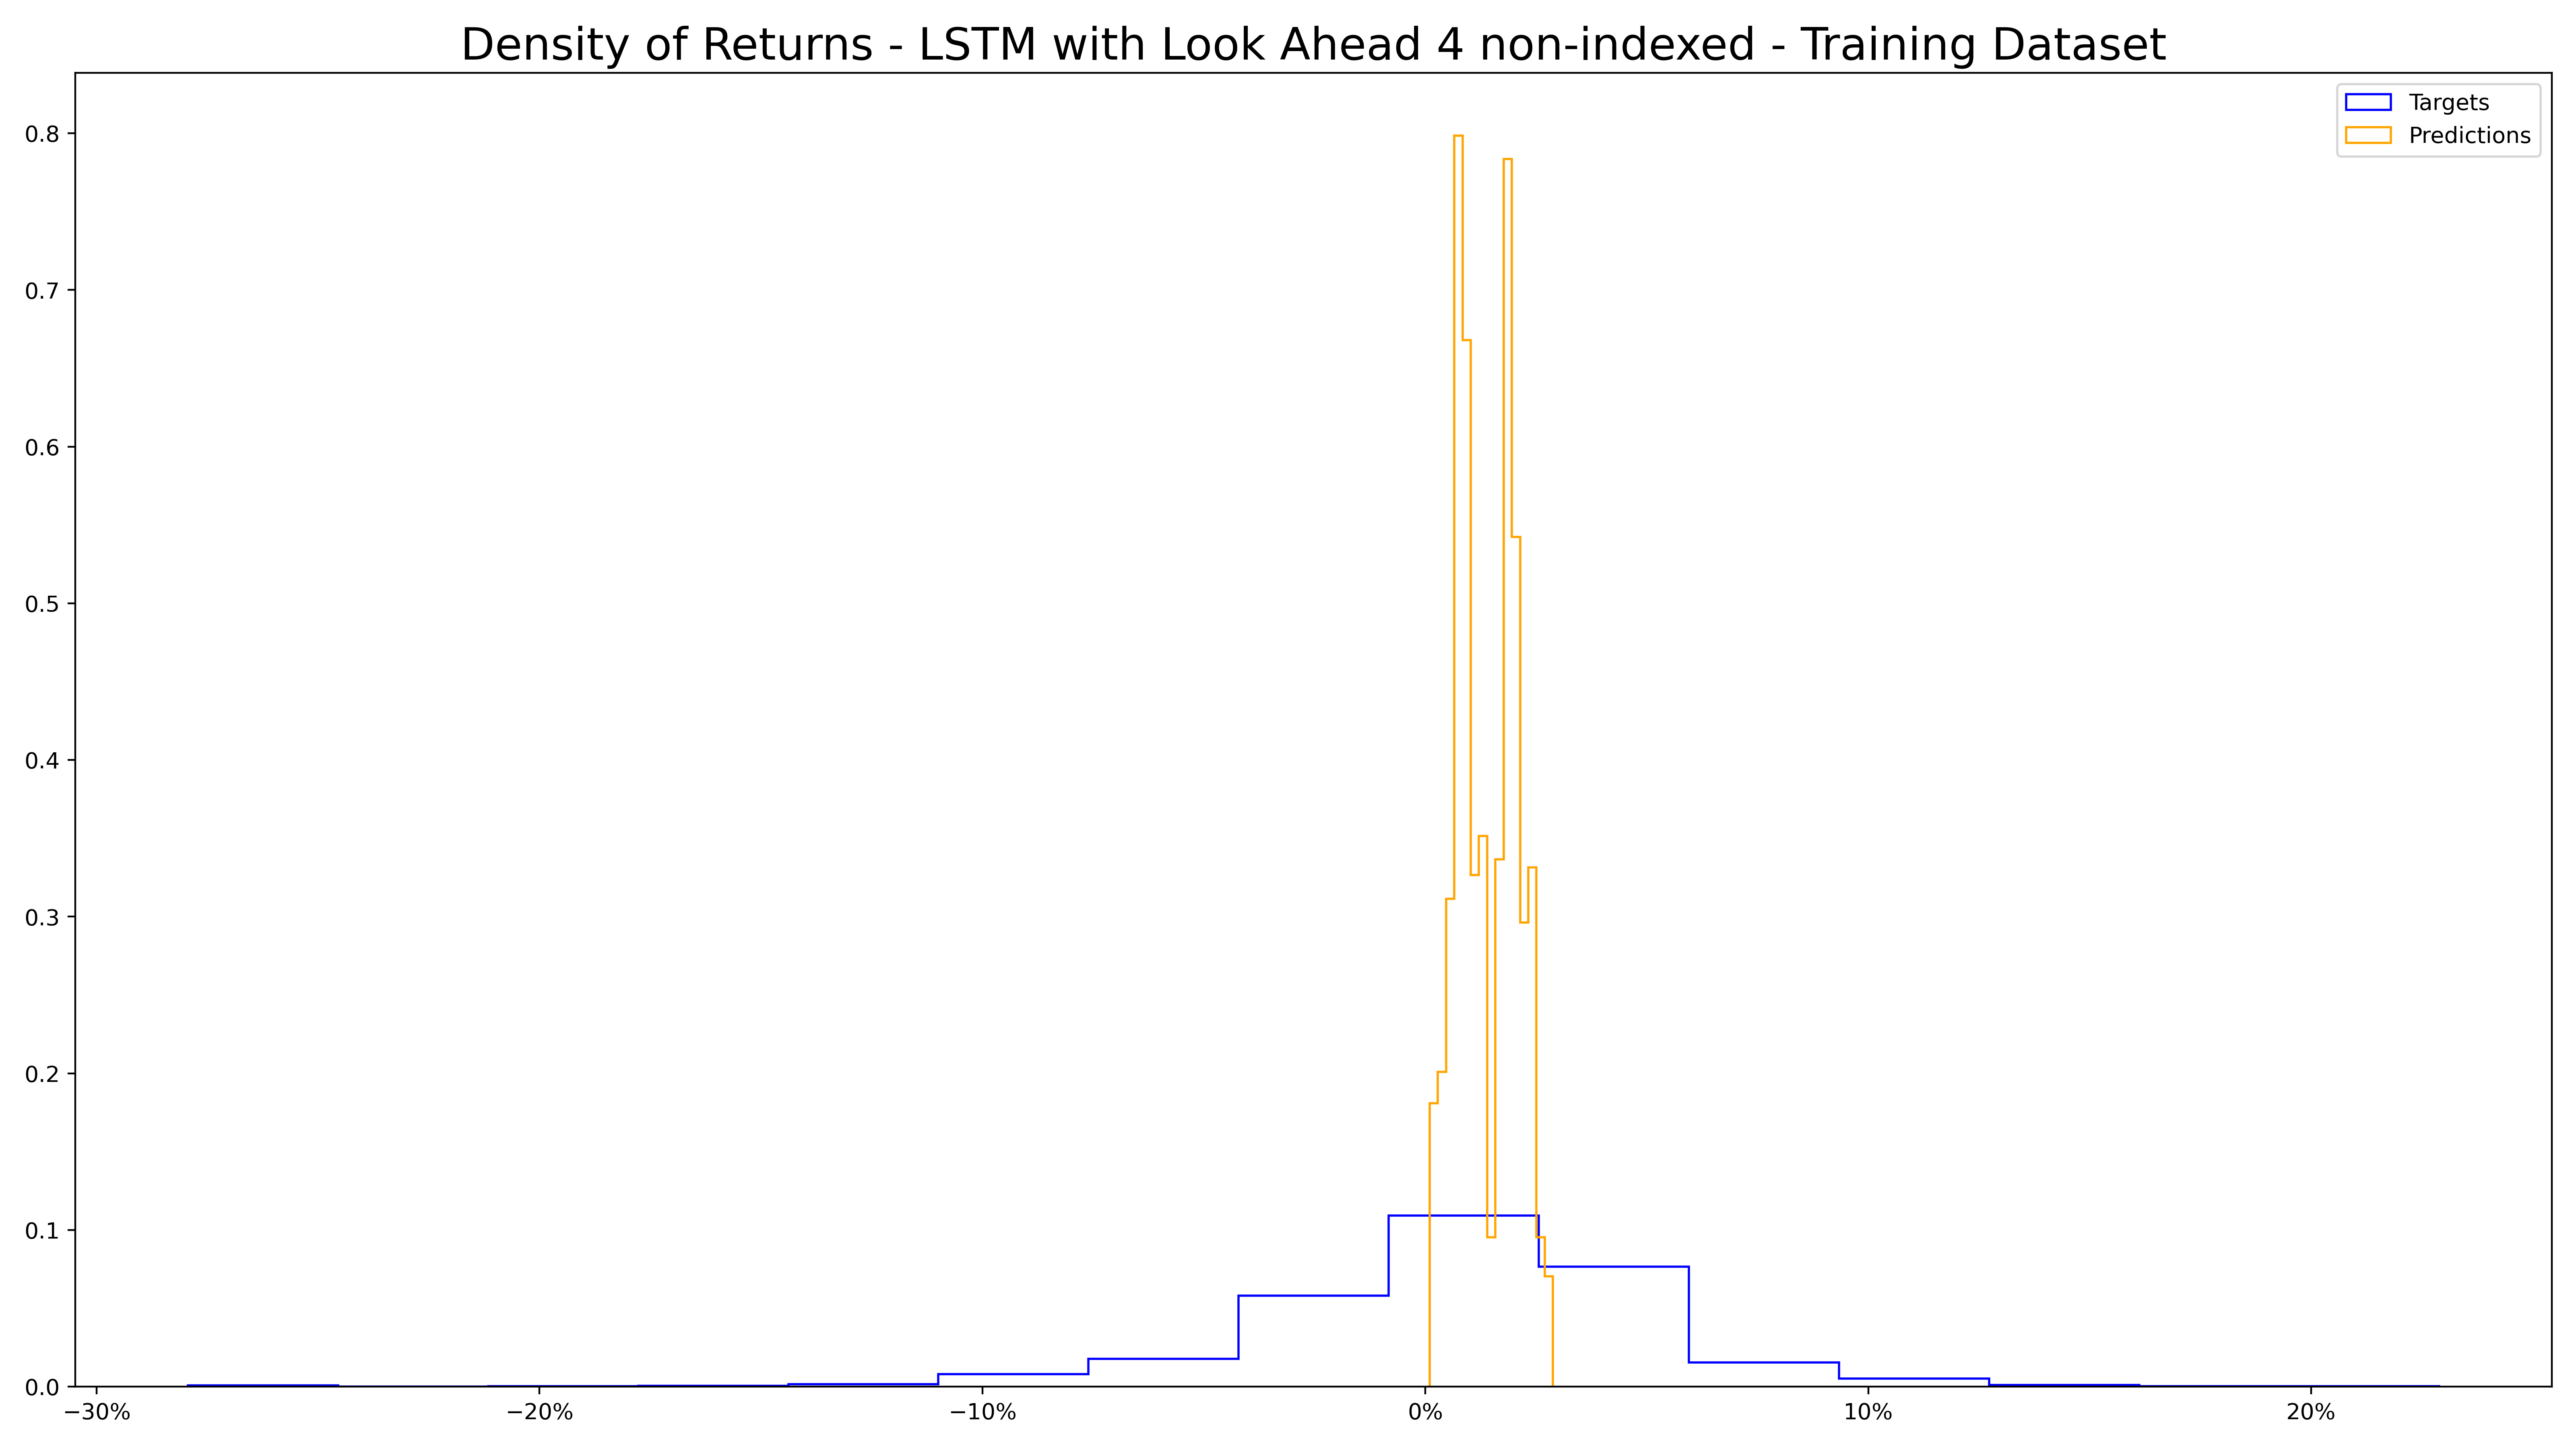 Density of Returns - LSTM with Look Ahead 4 non-indexed - Training Dataset
Targets
Predictions
0.8
0.7
0.6
0.5
0.4
0.3
0.2
0.1
0.0
−30% −20% −10% 0% 10% 20%